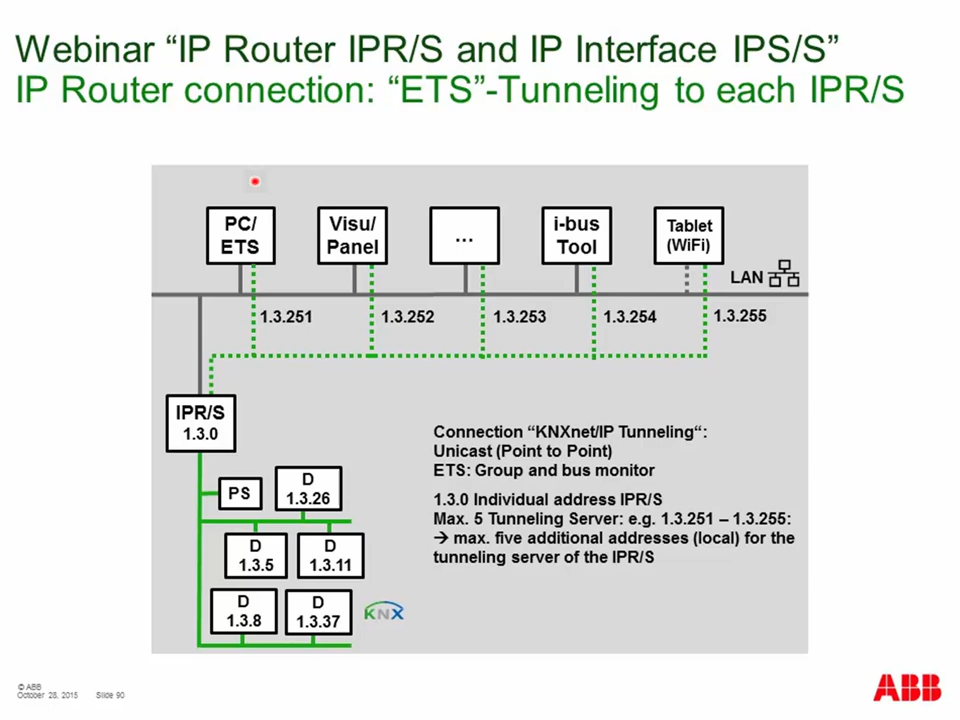 Webinar “IP Router IPR/S and IP Interface IPS/S”
IP Router connection: “ETS”-Tunneling to each IPR/S
PC/
ETS
Visu/
Panel
...
i-bus
Tool
Tablet
(WiFi)
LAN
1.3.251
1.3.252
1.3.253
1.3.254
1.3.255
IPR/S
1.3.0
Connection “KNXnet/IP Tunneling“:
Unicast (Point to Point)
ETS: Group and bus monitor
1.3.0 Individual address IPR/S
Max. 5 Tunneling Server: e.g. 1.3.251 – 1.3.255:
→ max. five additional addresses (local) for the
tunneling server of the IPR/S
PS
D
1.3.26
D
1.3.5
D
1.3.11
D
1.3.8
D
1.3.37
KNX
© ABB
October 28, 2015 Slide 90
ABB